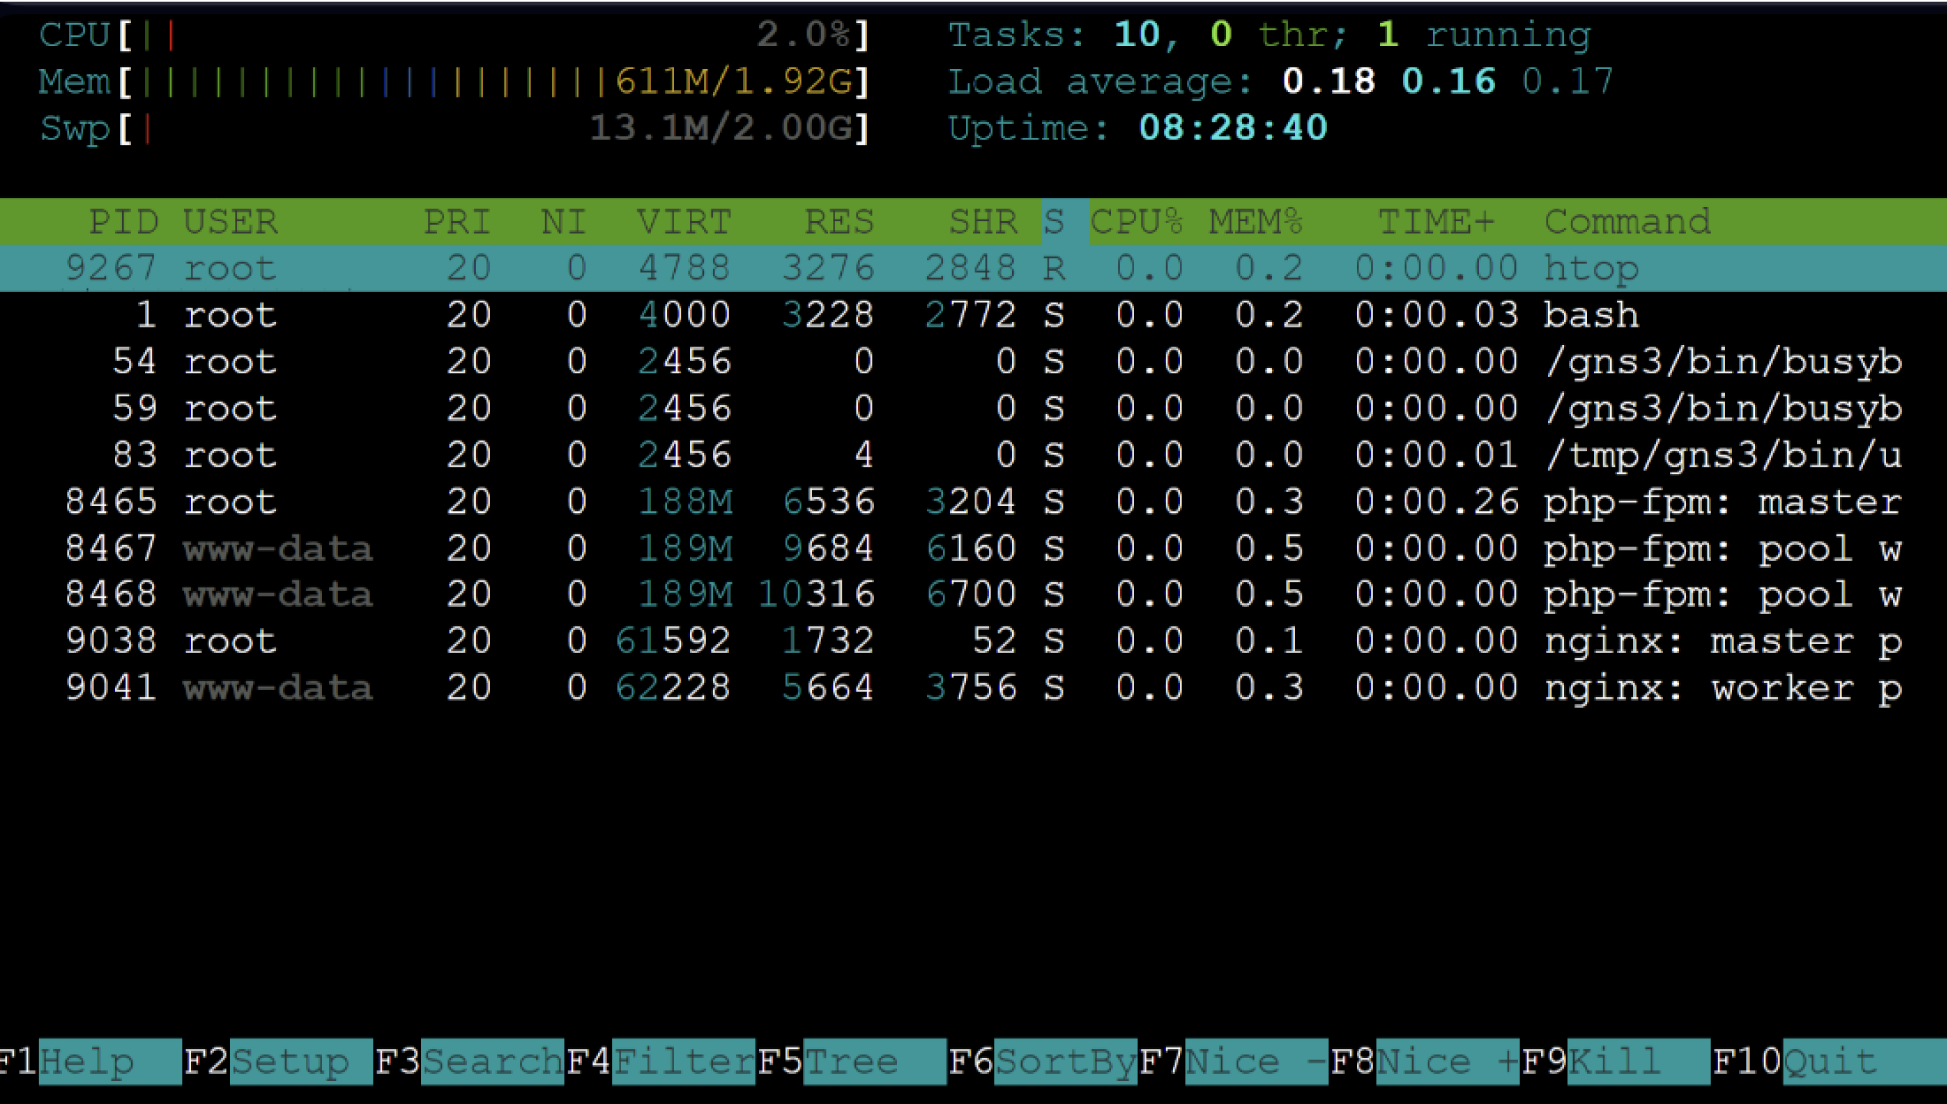 CPU[|| 2.0%] Tasks: 10, 0 thr; 1 running
Mem[||||||||||||||||||||611M/1.92G] Load average: 0.18 0.16 0.17
Swp[| 13.1M/2.00G] Uptime: 08:28:40
PID USER PRI NI VIRT RES SHR S CPU% MEM% TIME+ Command
9267 root 20 0 4788 3276 2848 R 0.0 0.2 0:00.00 htop
1 root 20 0 4000 3228 2772 S 0.0 0.2 0:00.03 bash
54 root 20 0 2456 0 0 S 0.0 0.0 0:00.00 /gns3/bin/busyb
59 root 20 0 2456 0 0 S 0.0 0.0 0:00.00 /gns3/bin/busyb
83 root 20 0 2456 4 0 S 0.0 0.0 0:00.01 /tmp/gns3/bin/u
8465 root 20 0 188M 6536 3204 S 0.0 0.3 0:00.26 php-fpm: master
8467 www-data 20 0 189M 9684 6160 S 0.0 0.5 0:00.00 php-fpm: pool w
8468 www-data 20 0 189M 10316 6700 S 0.0 0.5 0:00.00 php-fpm: pool w
9038 root 20 0 61592 1732 52 S 0.0 0.1 0:00.00 nginx: master p
9041 www-data 20 0 62228 5664 3756 S 0.0 0.3 0:00.00 nginx: worker p
F1Help F2Setup F3SearchF4FilterF5Tree F6SortByF7Nice -F8Nice +F9Kill F10Quit